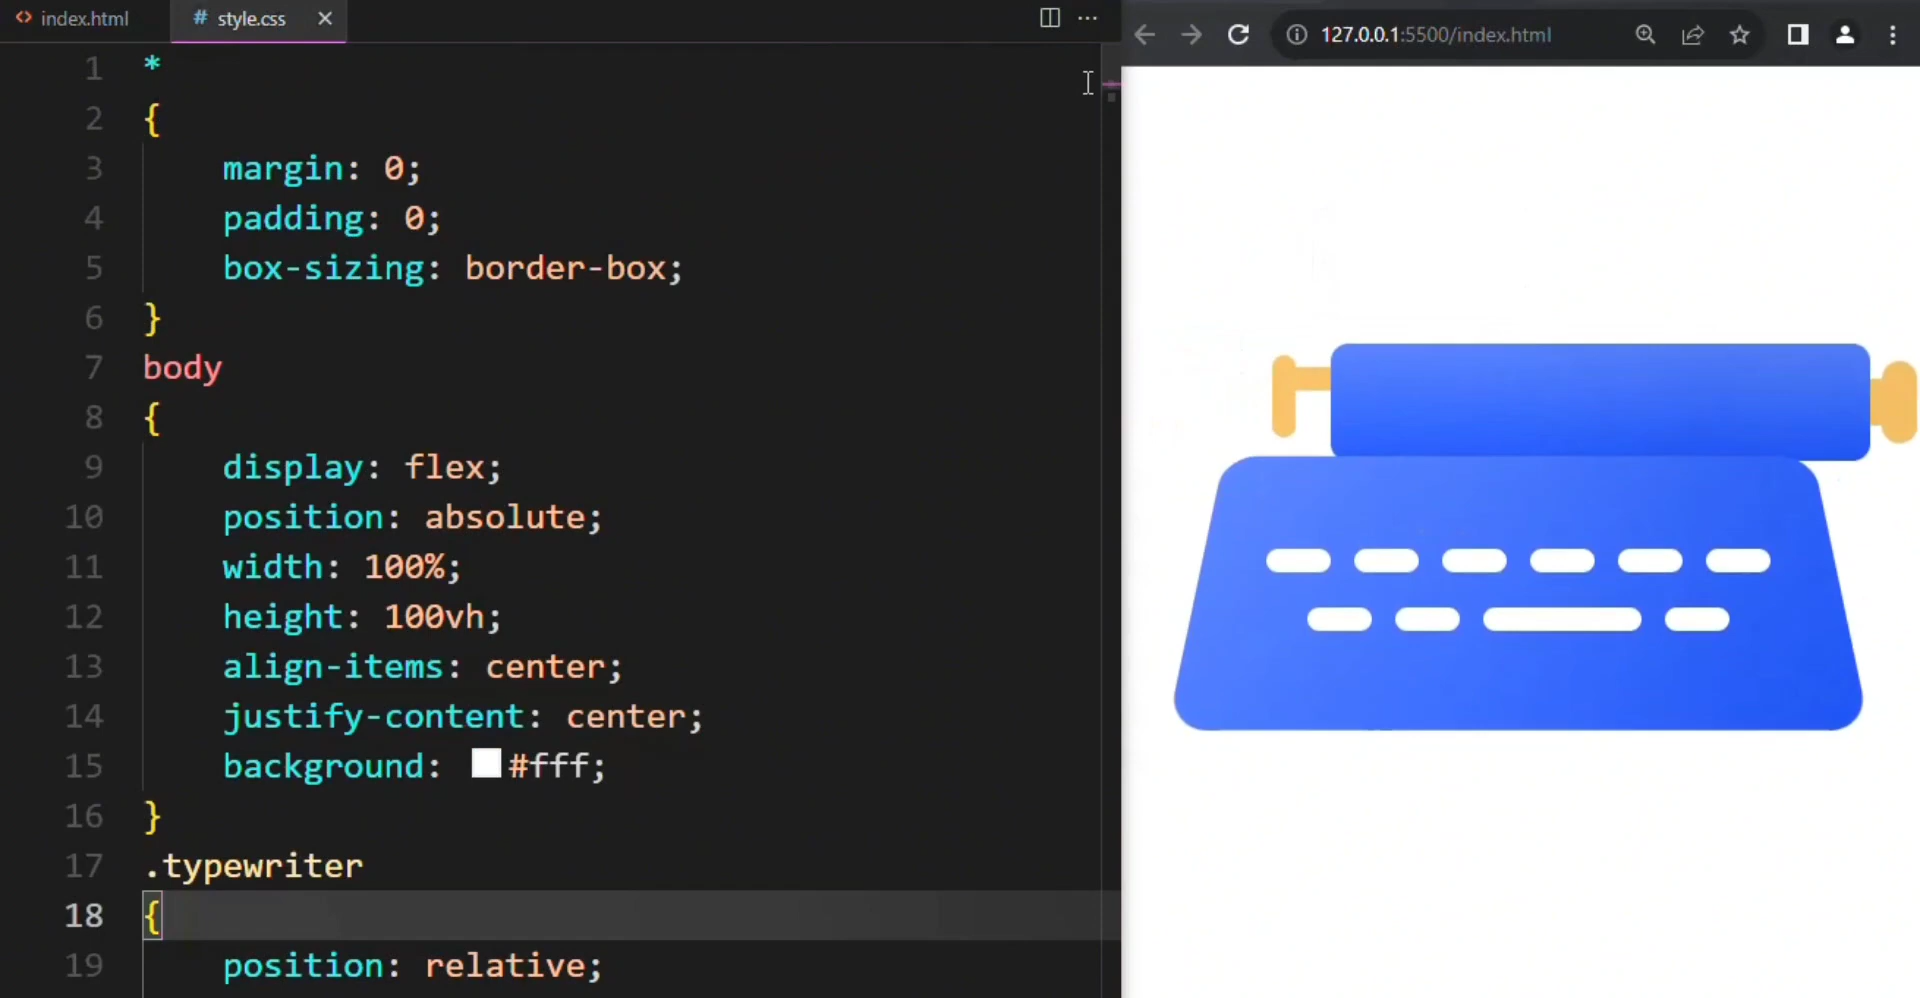 index.html
# style.css
127.0.0.1:5500/index.html
1 *
2 {
3 margin: 0;
4 padding: 0;
5 box-sizing: border-box;
6 }
7 body
8 {
9 display: flex;
10 position: absolute;
11 width: 100%;
12 height: 100vh;
13 align-items: center;
14 justify-content: center;
15 background: #fff;
16 }
17 .typewriter
18 {
19 position: relative;